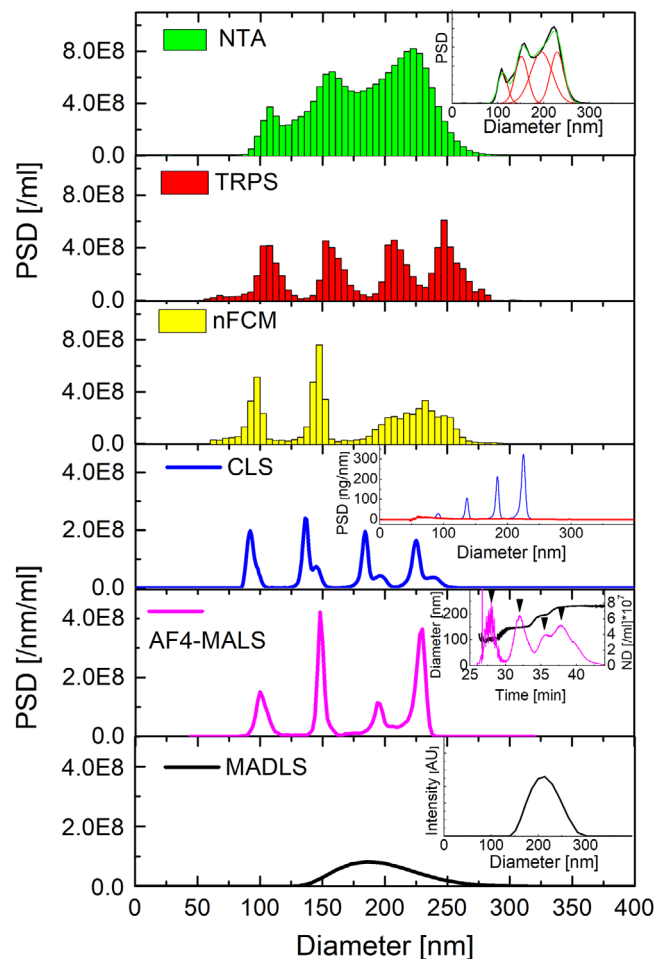 NTA
8.0E8
4.0E8
0.0
PSD
0 100 200 300
Diameter [nm]
TRPS
8.0E8
4.0E8
0.0
PSD [/ml]
nFCM
8.0E8
4.0E8
0.0
CLS
4.0E8
2.0E8
0.0
PSD [ng/nm]
300
200
100
0
0 100 200 300
Diameter [nm]
AF4-MALS
4.0E8
2.0E8
0.0
PSD [/nm/ml]
Diameter [nm]
200
100
0
8
6
4
2
0
ND [/ml]*10^7
25 30 35 40
Time [min]
MADLS
4.0E8
2.0E8
0.0
Intensity [AU]
0 100 200 300
Diameter [nm]
0 50 100 150 200 250 300 350 400
Diameter [nm]